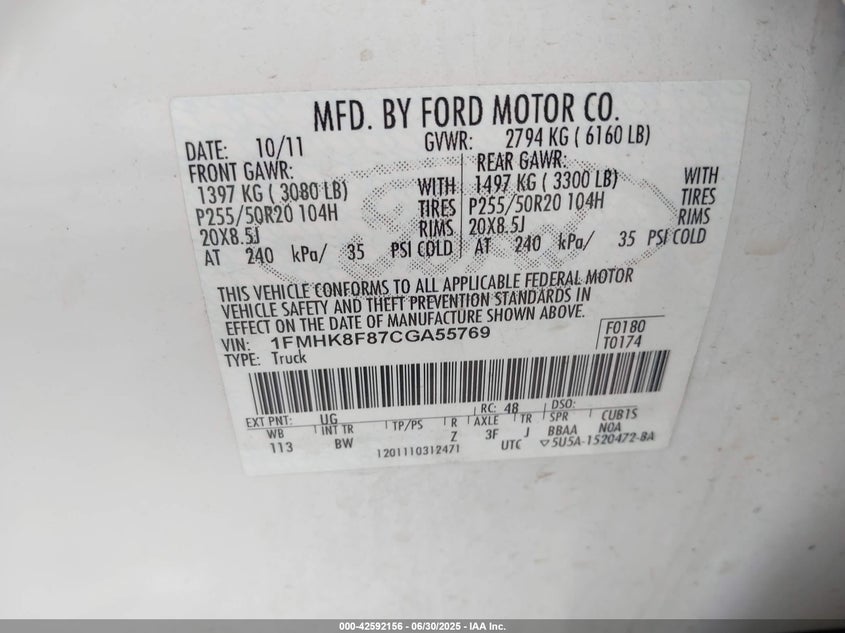 MFD. BY FORD MOTOR CO.
DATE: 10/11 GVWR: 2794 KG ( 6160 LB)
FRONT GAWR: REAR GAWR:
1397 KG ( 3080 LB) WITH 1497 KG ( 3300 LB) WITH
P255/50R20 104H TIRES P255/50R20 104H TIRES
20X8.5J RIMS 20X8.5J RIMS
AT 240 kPa/ 35 PSI COLD AT 240 kPa/ 35 PSI COLD
THIS VEHICLE CONFORMS TO ALL APPLICABLE FEDERAL MOTOR
VEHICLE SAFETY AND THEFT PREVENTION STANDARDS IN
EFFECT ON THE DATE OF MANUFACTURE SHOWN ABOVE.
VIN: 1FMHK8F87CGA55769 F0180
TYPE: Truck T0174
EXT PNT: UG RC: 48 DSO:
WB INT TR TP/PS R AXLE TR SPR CUBTS
113 BW Z 3F J BBAA NOA
1201110312471 UTC ▽5U5A-1520472-BA
000-42592156 - 06/30/2025 - IAA Inc.